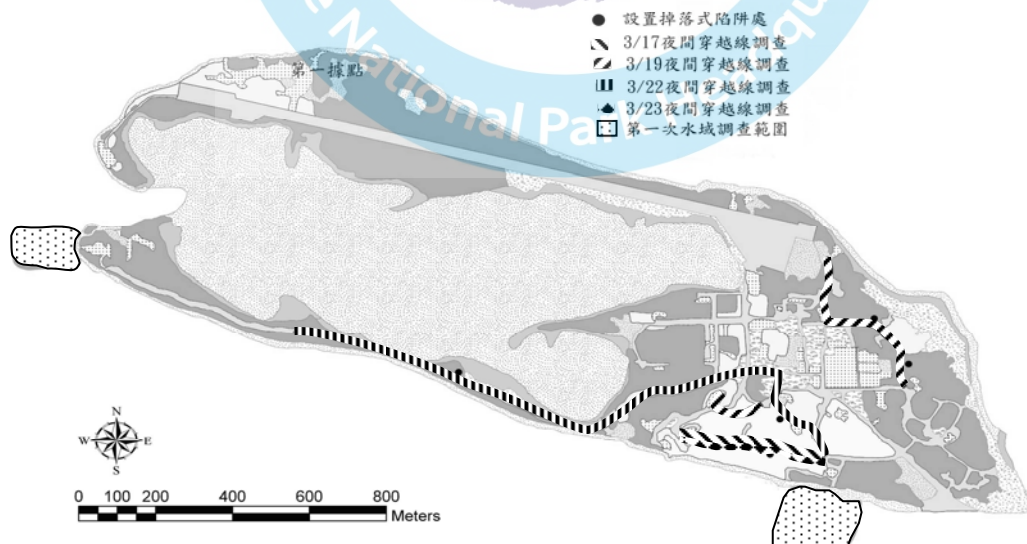 設置掉落式陷阱處
3/17夜間穿越線調查
3/19夜間穿越線調查
3/22夜間穿越線調查
3/23夜間穿越線調查
第一次水域調查範圍
第一據點
National Park Headqu
N
W E
S
0 100 200 400 600 800
Meters